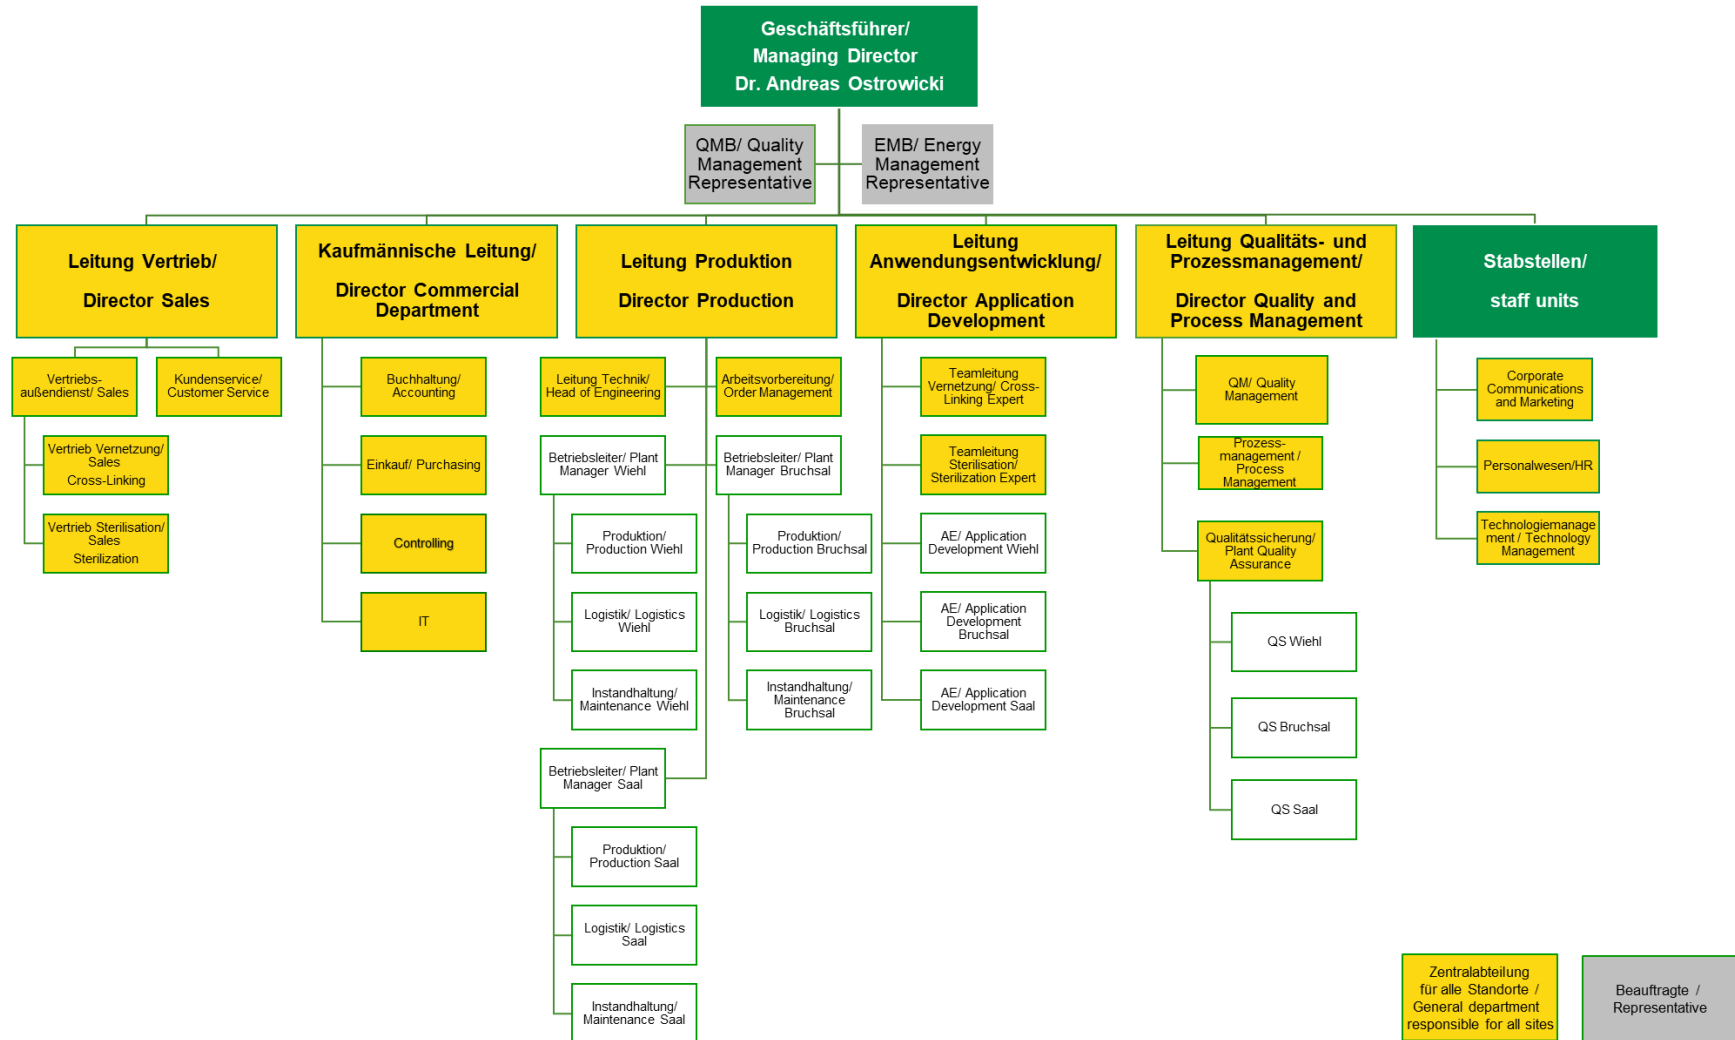 Geschäftsführer/
Managing Director
Dr. Andreas Ostrowicki
QMB/ Quality
Management
Representative
EMB/ Energy
Management
Representative
Leitung Vertrieb/
Director Sales
Kaufmännische Leitung/
Director Commercial
Department
Leitung Produktion
Director Production
Leitung
Anwendungsentwicklung/
Director Application
Development
Leitung Qualitäts- und
Prozessmanagement/
Director Quality and
Process Management
Stabstellen/
staff units
Vertriebs-
außendienst/ Sales
Kundenservice/
Customer Service
Vertrieb Vernetzung/
Sales
Cross-Linking
Vertrieb Sterilisation/
Sales
Sterilization
Buchhaltung/
Accounting
Einkauf/ Purchasing
Controlling
IT
Leitung Technik/
Head of Engineering
Arbeitsvorbereitung/
Order Management
Betriebsleiter/ Plant
Manager Wiehl
Betriebsleiter/ Plant
Manager Bruchsal
Produktion/
Production Wiehl
Logistik/ Logistics
Wiehl
Instandhaltung/
Maintenance Wiehl
Produktion/
Production Bruchsal
Logistik/ Logistics
Bruchsal
Instandhaltung/
Maintenance
Bruchsal
Betriebsleiter/ Plant
Manager Saal
Produktion/
Production Saal
Logistik/ Logistics
Saal
Instandhaltung/
Maintenance Saal
Teamleitung
Vernetzung/ Cross-
Linking Expert
Teamleitung
Sterilisation/
Sterilization Expert
AE/ Application
Development Wiehl
AE/ Application
Development
Bruchsal
AE/ Application
Development Saal
QM/ Quality
Management
Prozess-
management /
Process
Management
Qualitätssicherung/
Plant Quality
Assurance
QS Wiehl
QS Bruchsal
QS Saal
Corporate
Communications
and Marketing
Personalwesen/HR
Technologiemanage
ment / Technology
Management
Zentralabteilung
für alle Standorte /
General department
responsible for all sites
Beauftragte /
Representative